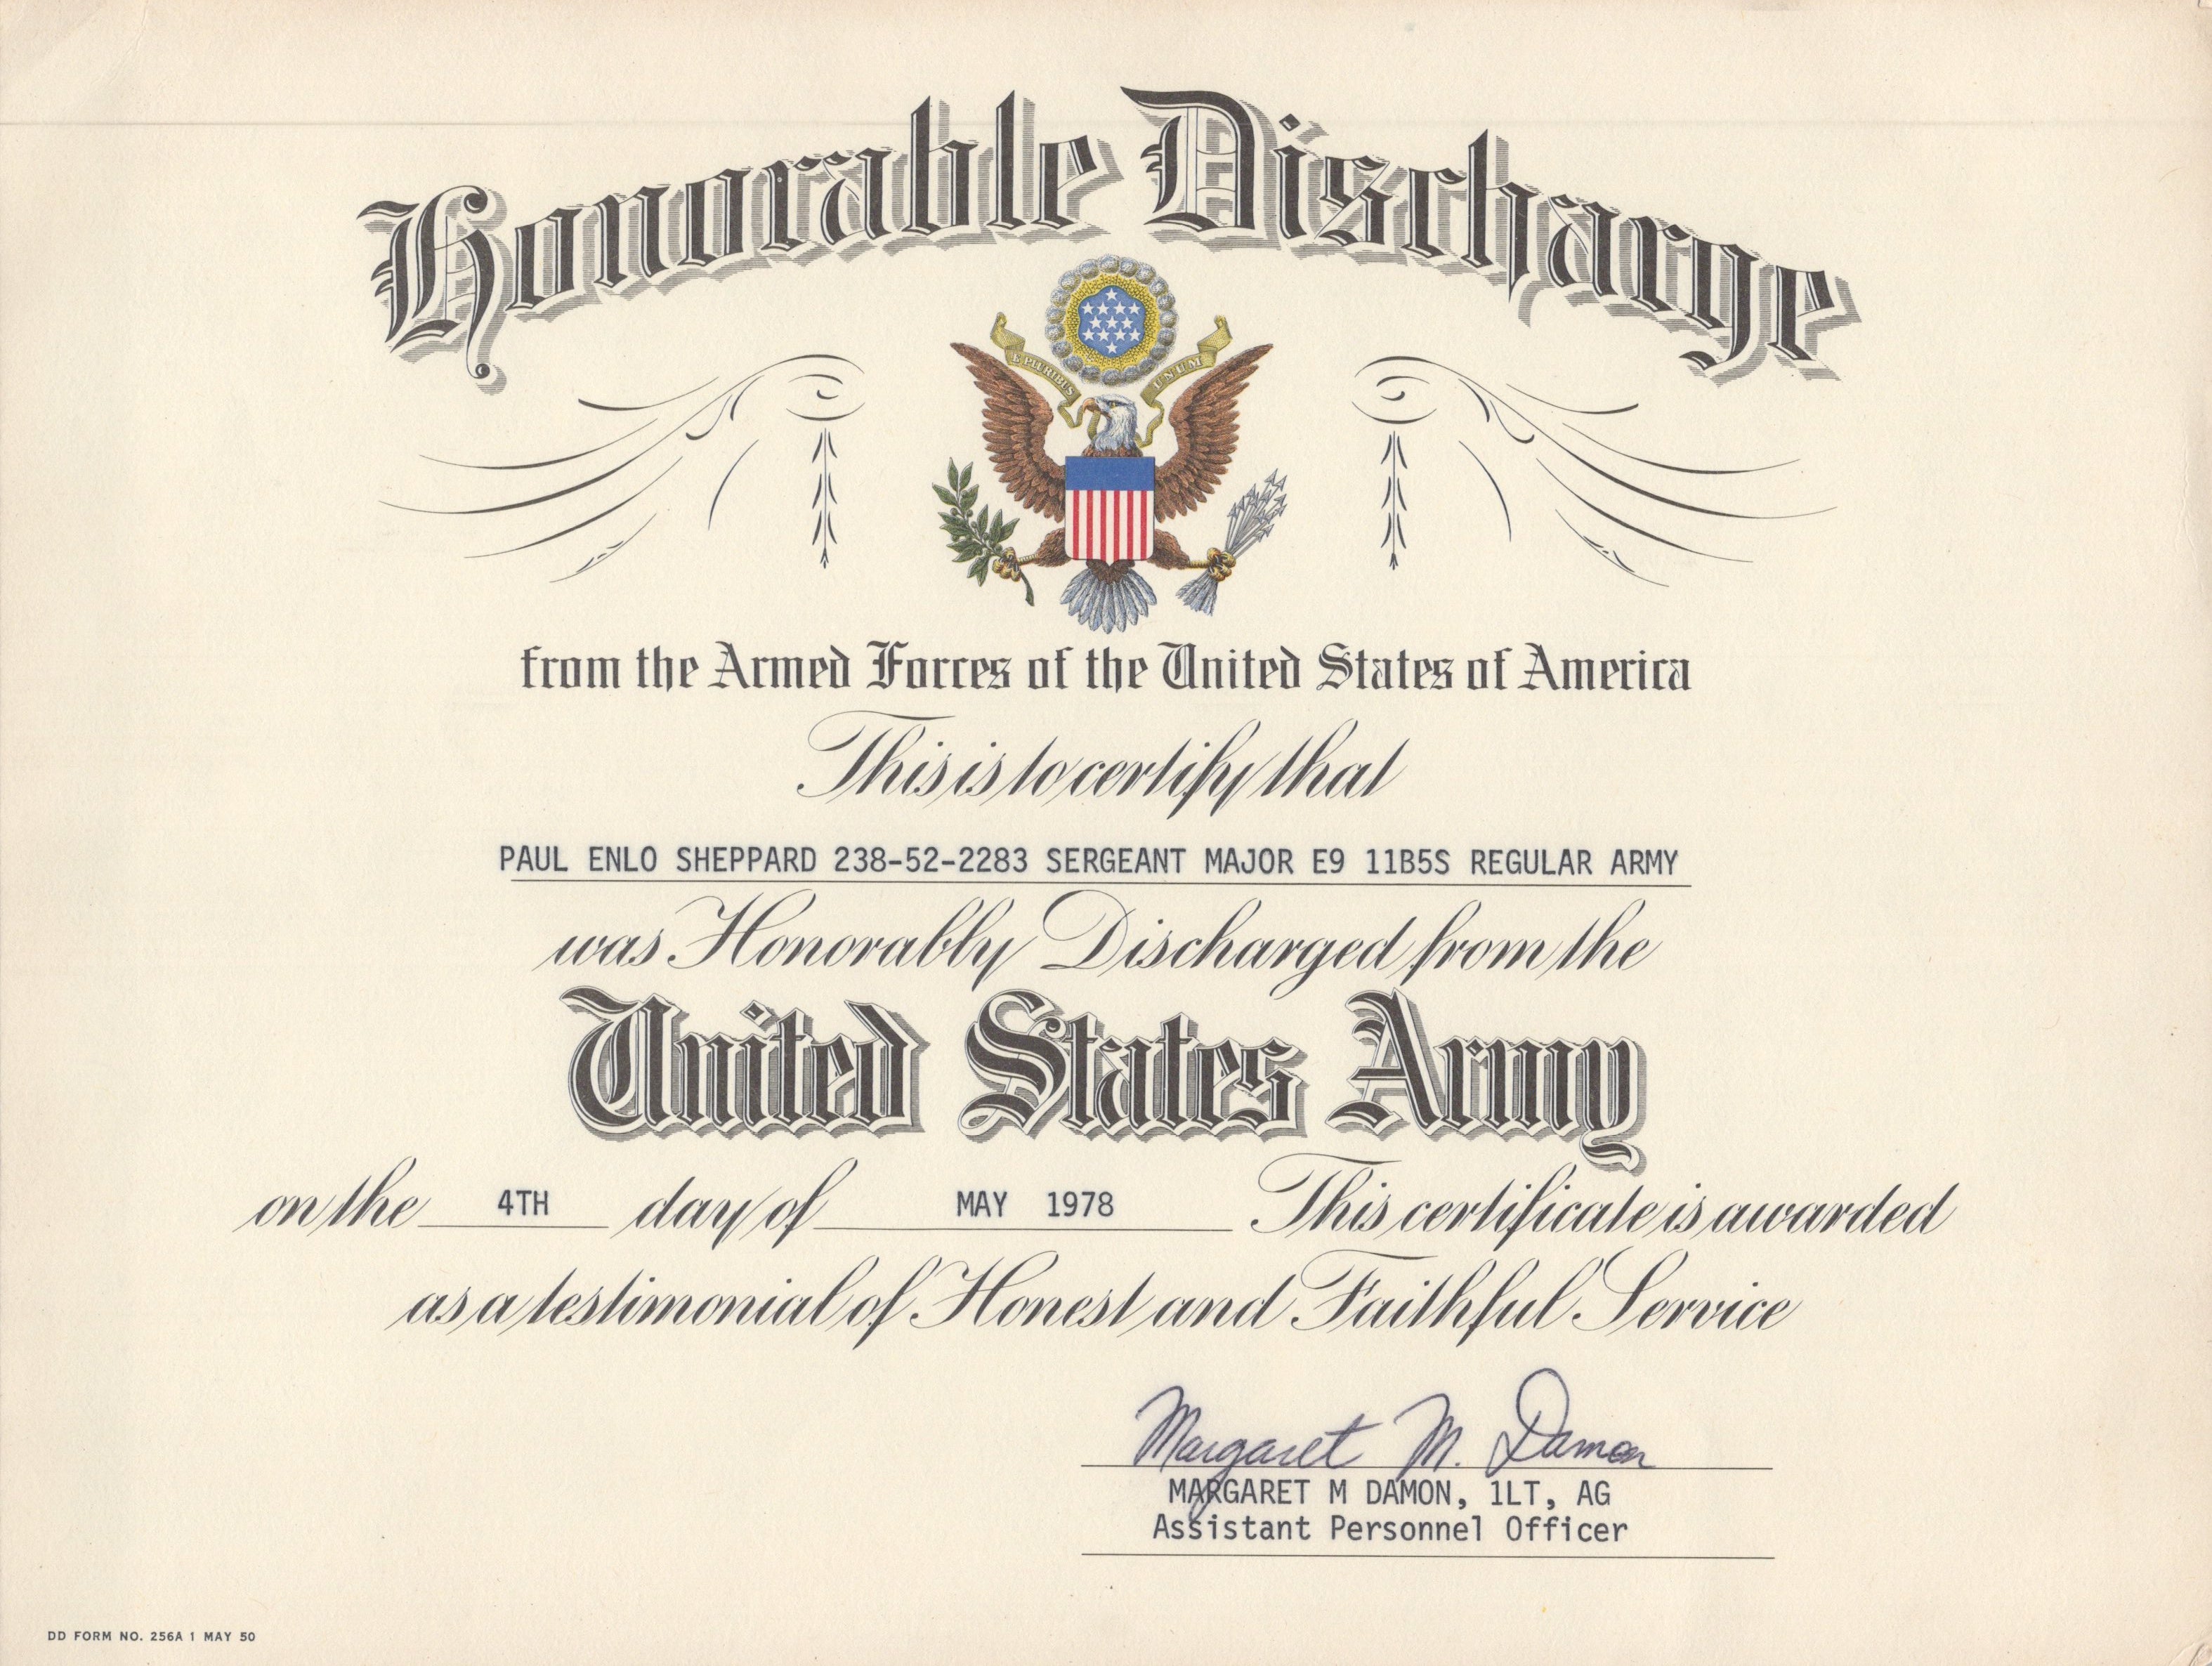 Honorable Discharge
E PLURIBUS UNUM
from the Armed Forces of the United States of America
This is to certify that
PAUL ENLO SHEPPARD 238-52-2283 SERGEANT MAJOR E9 11B5S REGULAR ARMY
was Honorably Discharged from the
United States Army
on the 4TH day of MAY 1978 This certificate is awarded
as a testimonial of Honest and Faithful Service
Margaret M. Damon
MARGARET M DAMON, 1LT, AG
Assistant Personnel Officer
DD FORM NO. 256A 1 MAY 50